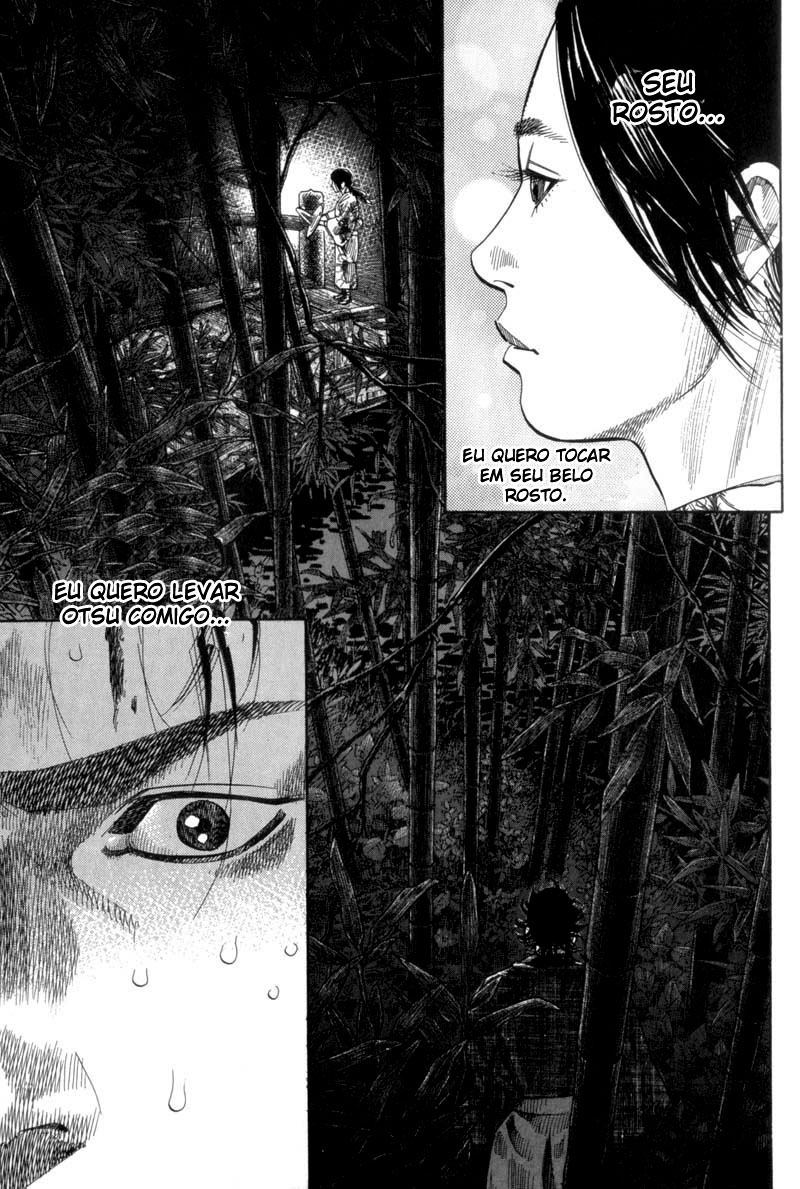 SEU
ROSTO...
EU QUERO TOCAR
EM SEU BELO
ROSTO.
EU QUERO LEVAR
OTSU COMIGO...